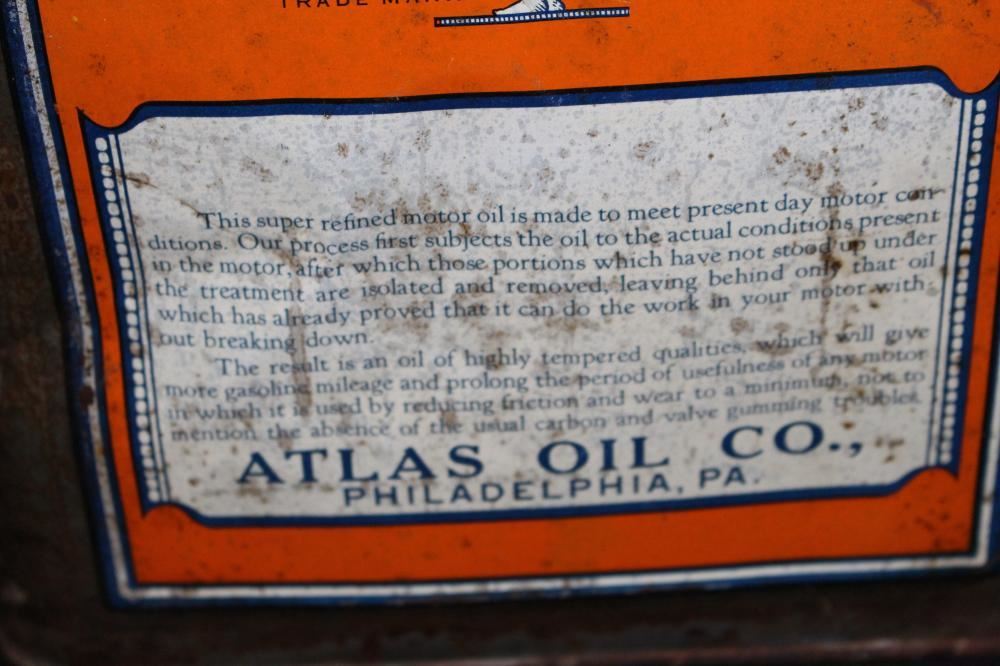 TRADE MARK
This super refined motor oil is made to meet present day motor con-
ditions. Our process first subjects the oil to the actual conditions present
in the motor, after which those portions which have not stood up under
the treatment are isolated and removed, leaving behind only that oil
which has already proved that it can do the work in your motor with-
out breaking down.
The result is an oil of highly tempered qualities, which will give
more gasoline mileage and prolong the period of usefulness of any motor
in which it is used by reducing friction and wear to a minimum, not to
mention the absence of the usual carbon and valve gumming troubles.
ATLAS OIL CO.,
PHILADELPHIA, PA.